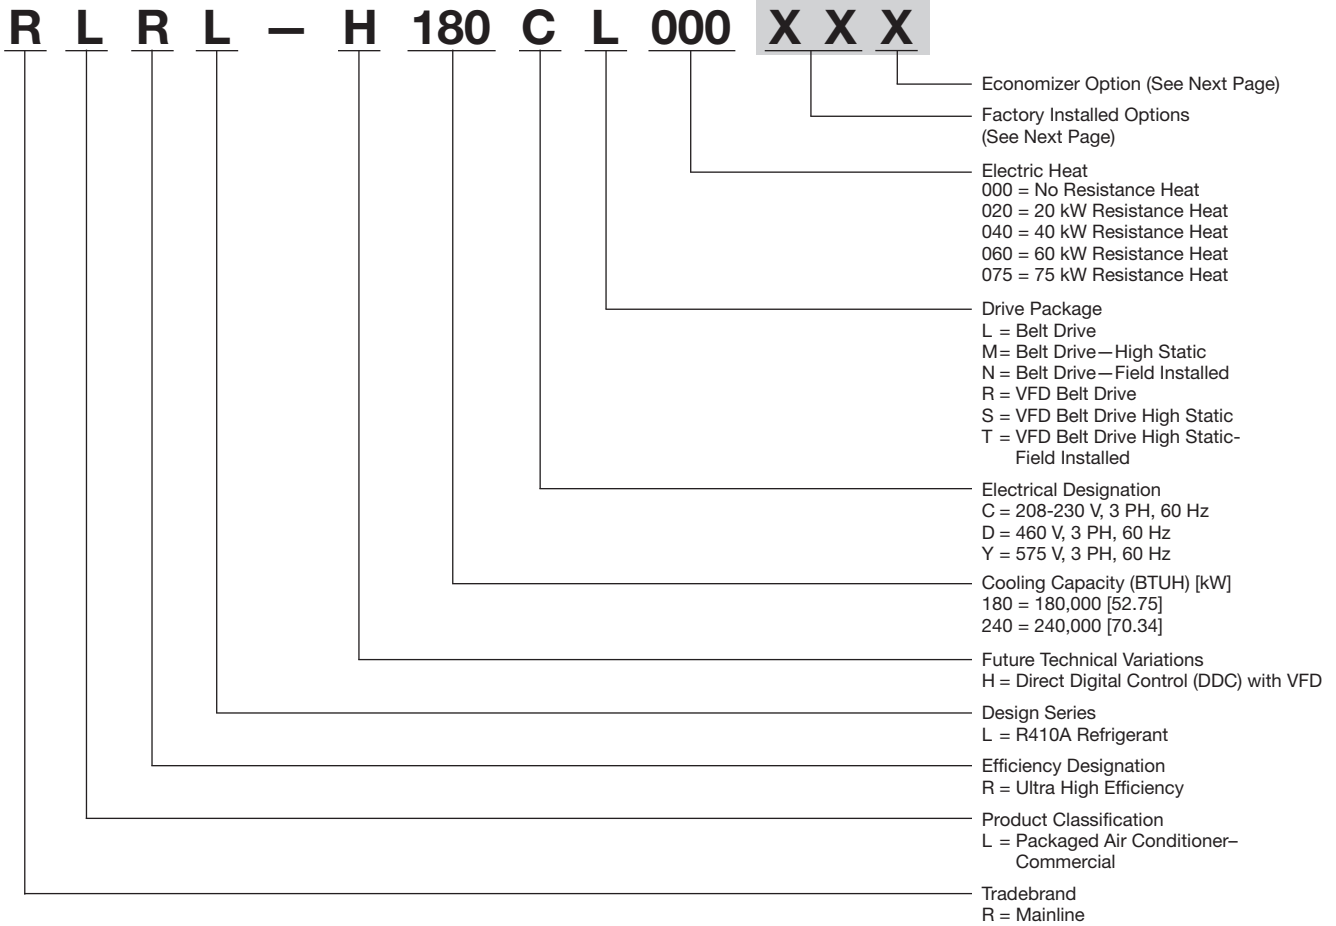 R L R L – H 180 C L 000 X X X
Economizer Option (See Next Page)
Factory Installed Options
(See Next Page)
Electric Heat
000 = No Resistance Heat
020 = 20 kW Resistance Heat
040 = 40 kW Resistance Heat
060 = 60 kW Resistance Heat
075 = 75 kW Resistance Heat
Drive Package
L = Belt Drive
M = Belt Drive—High Static
N = Belt Drive—Field Installed
R = VFD Belt Drive
S = VFD Belt Drive High Static
T = VFD Belt Drive High Static-
Field Installed
Electrical Designation
C = 208-230 V, 3 PH, 60 Hz
D = 460 V, 3 PH, 60 Hz
Y = 575 V, 3 PH, 60 Hz
Cooling Capacity (BTUH) [kW]
180 = 180,000 [52.75]
240 = 240,000 [70.34]
Future Technical Variations
H = Direct Digital Control (DDC) with VFD
Design Series
L = R410A Refrigerant
Efficiency Designation
R = Ultra High Efficiency
Product Classification
L = Packaged Air Conditioner–
Commercial
Tradebrand
R = Mainline